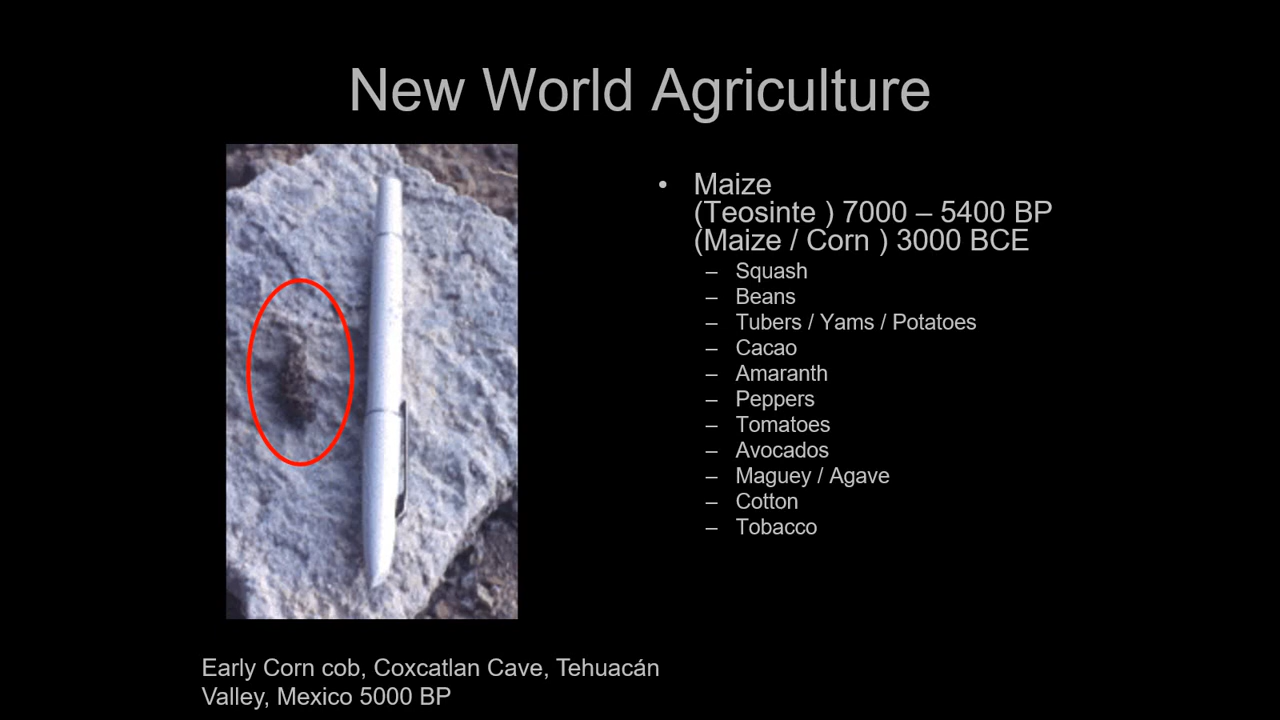 New World Agriculture
• Maize
(Teosinte ) 7000 – 5400 BP
(Maize / Corn ) 3000 BCE
– Squash
– Beans
– Tubers / Yams / Potatoes
– Cacao
– Amaranth
– Peppers
– Tomatoes
– Avocados
– Maguey / Agave
– Cotton
– Tobacco
Early Corn cob, Coxcatlan Cave, Tehuacán
Valley, Mexico 5000 BP